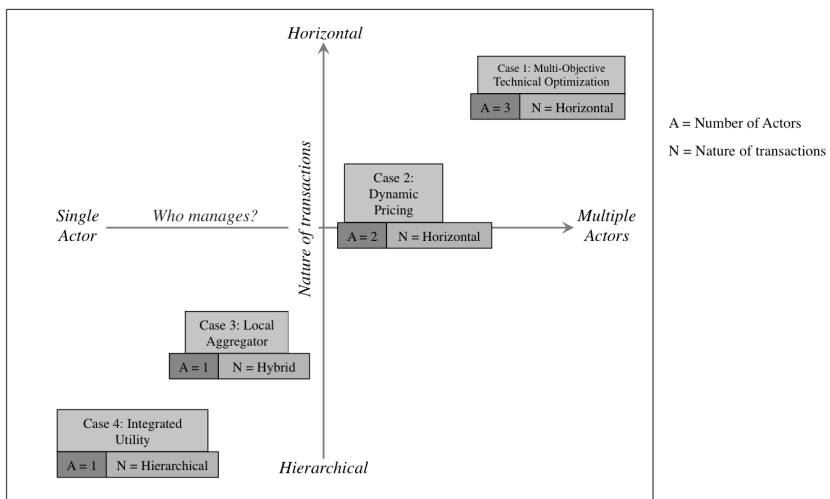 Horizontal
Case 1: Multi-Objective
Technical Optimization
A = 3
N = Horizontal
A = Number of Actors
N = Nature of transactions
Nature of transactions
Case 2:
Dynamic
Pricing
A = 2
N = Horizontal
Single
Actor
Who manages?
Multiple
Actors
Case 3: Local
Aggregator
A = 1
N = Hybrid
Case 4: Integrated
Utility
A = 1
N = Hierarchical
Hierarchical